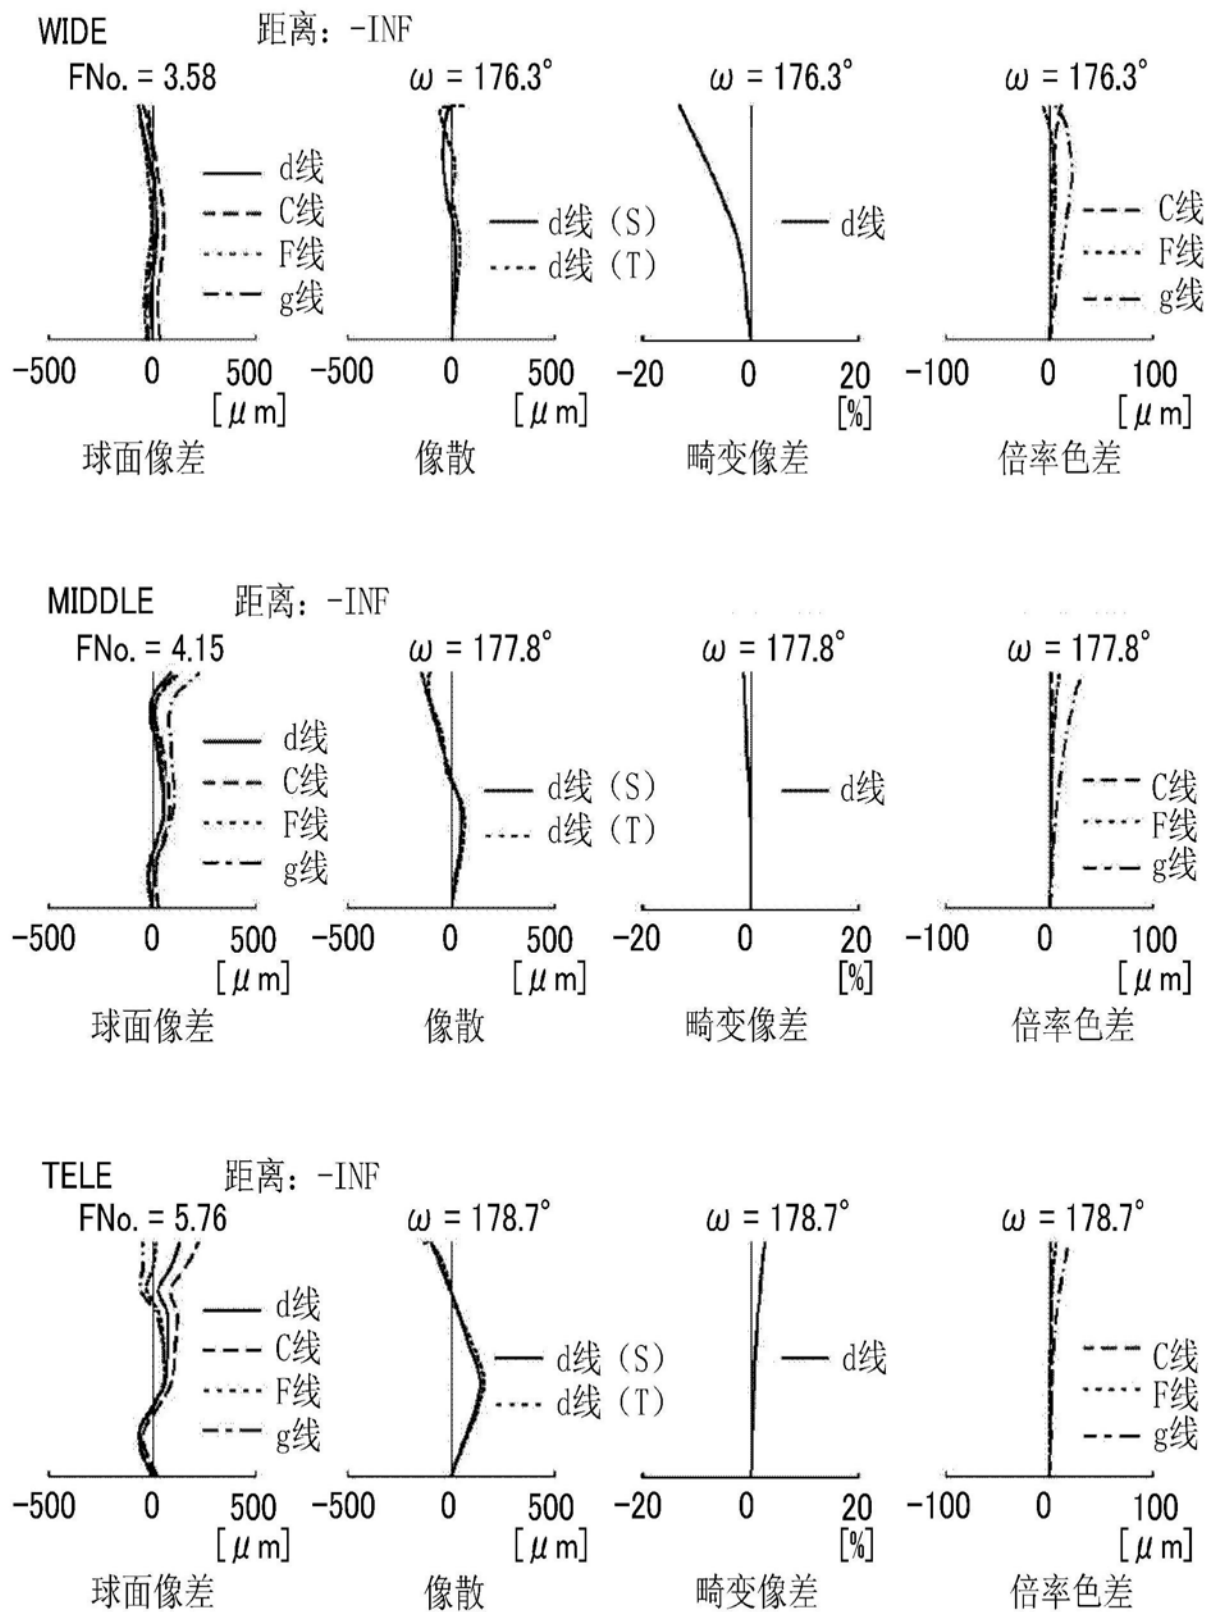 WIDE 距离: -INF
FNo. = 3.58 ω = 176.3° ω = 176.3° ω = 176.3°
d线
C线
F线
g线
d线 (S)
d线 (T)
d线
C线
F线
g线
-500 0 500 -500 0 500 -20 0 20 -100 0 100
[μm] [μm] [%] [μm]
球面像差 像散 畸变像差 倍率色差
MIDDLE 距离: -INF
FNo. = 4.15 ω = 177.8° ω = 177.8° ω = 177.8°
d线
C线
F线
g线
d线 (S)
d线 (T)
d线
C线
F线
g线
-500 0 500 -500 0 500 -20 0 20 -100 0 100
[μm] [μm] [%] [μm]
球面像差 像散 畸变像差 倍率色差
TELE 距离: -INF
FNo. = 5.76 ω = 178.7° ω = 178.7° ω = 178.7°
d线
C线
F线
g线
d线 (S)
d线 (T)
d线
C线
F线
g线
-500 0 500 -500 0 500 -20 0 20 -100 0 100
[μm] [μm] [%] [μm]
球面像差 像散 畸变像差 倍率色差